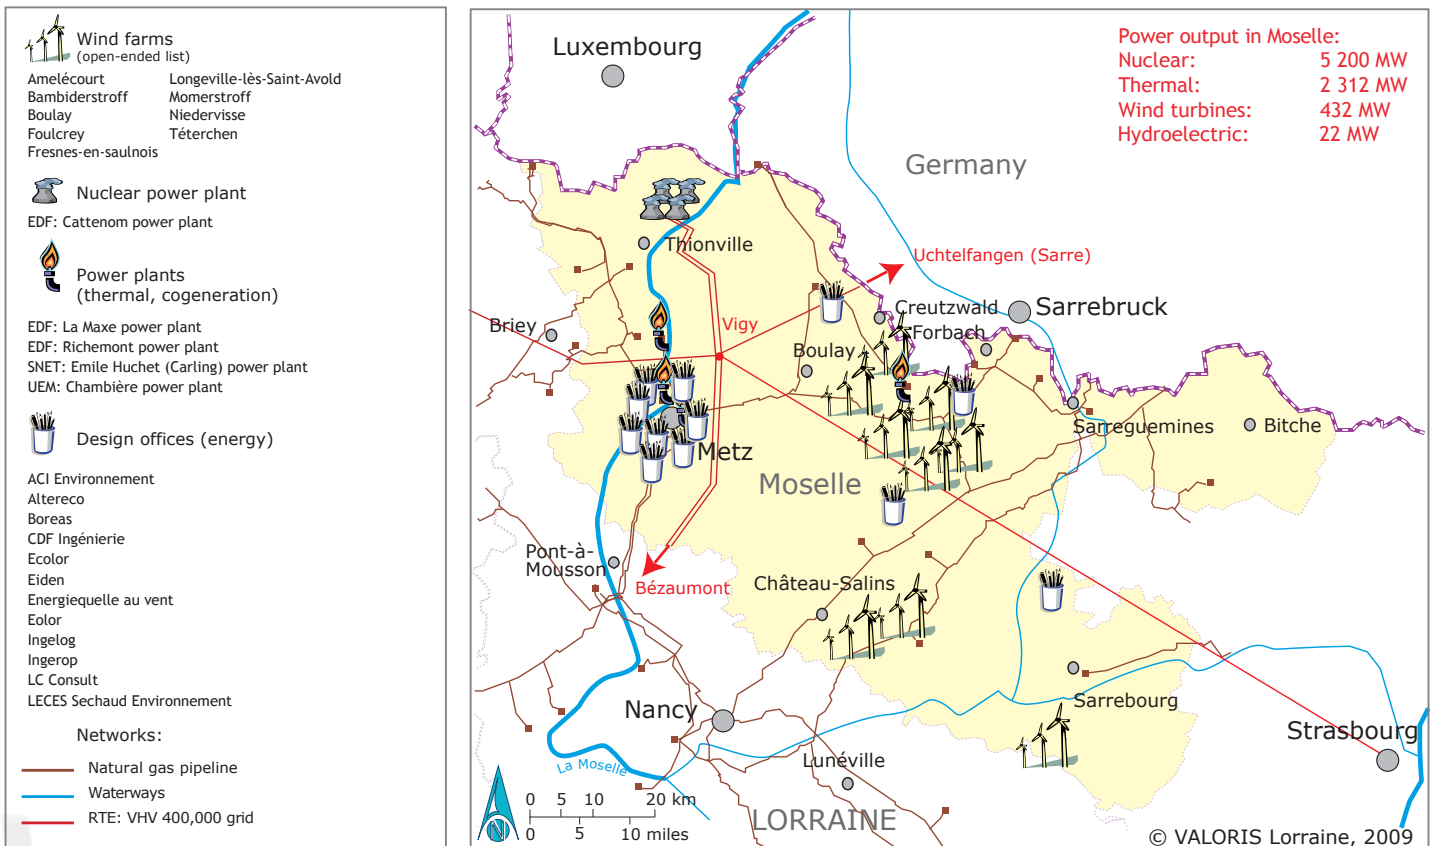 Wind farms
(open-ended list)
Amelécourt
Bambiderstroff
Boulay
Foulcrey
Fresnes-en-saulnois
Longeville-lès-Saint-Avold
Momerstroff
Niedervisse
Téterchen
Nuclear power plant
EDF: Cattenom power plant
Power plants
(thermal, cogeneration)
EDF: La Maxe power plant
EDF: Richemont power plant
SNET: Emile Huchet (Carling) power plant
UEM: Chambière power plant
Design offices (energy)
ACI Environnement
Altereco
Boreas
CDF Ingénierie
Ecolor
Eiden
Energiequelle au vent
Eolor
Ingelog
Ingerop
LC Consult
LECES Sechaud Environnement
Networks:
Natural gas pipeline
Waterways
RTE: VHV 400,000 grid
Power output in Moselle:
Nuclear: 5 200 MW
Thermal: 2 312 MW
Wind turbines: 432 MW
Hydroelectric: 22 MW
Luxembourg
Germany
Thionville
Uchtelfangen (Sarre)
Creutzwald
Sarrebruck
Forbach
Briey
Vigy
Boulay
Sarreguemines
Bitche
Metz
Moselle
Pont-à-
Mousson
Bézaumont
Château-Salins
Nancy
Sarrebourg
Strasbourg
La Moselle
Lunéville
LORRAINE
N
0 5 10 20 km
0 5 10 miles
© VALORIS Lorraine, 2009